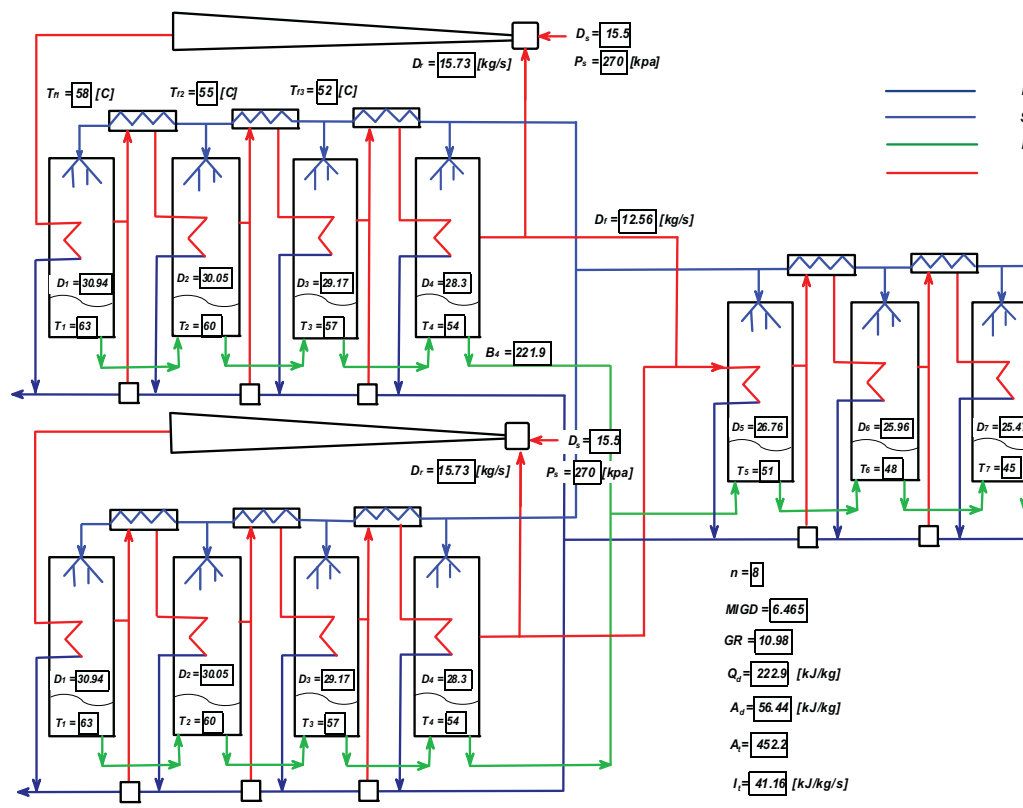 Ds = 15.5
Dr = 15.73 [kg/s]
Ps = 270 [kpa]
Tf1 = 58 [C]
Tf2 = 55 [C]
Tf3 = 52 [C]
Df = 12.56 [kg/s]
D1 = 30.94
D2 = 30.05
D3 = 29.17
D4 = 28.3
T1 = 63
T2 = 60
T3 = 57
T4 = 54
B4 = 221.9
D5 = 26.76
D6 = 25.96
D7 = 25.47
T5 = 51
T6 = 48
T7 = 45
Ds = 15.5
Dr = 15.73 [kg/s]
Ps = 270 [kpa]
D1 = 30.94
D2 = 30.05
D3 = 29.17
D4 = 28.3
T1 = 63
T2 = 60
T3 = 57
T4 = 54
n = 8
MIGD = 6.465
GR = 10.98
Qd = 222.9 [kJ/kg]
Ad = 56.44 [kJ/kg]
At = 452.2
It = 41.16 [kJ/kg/s]